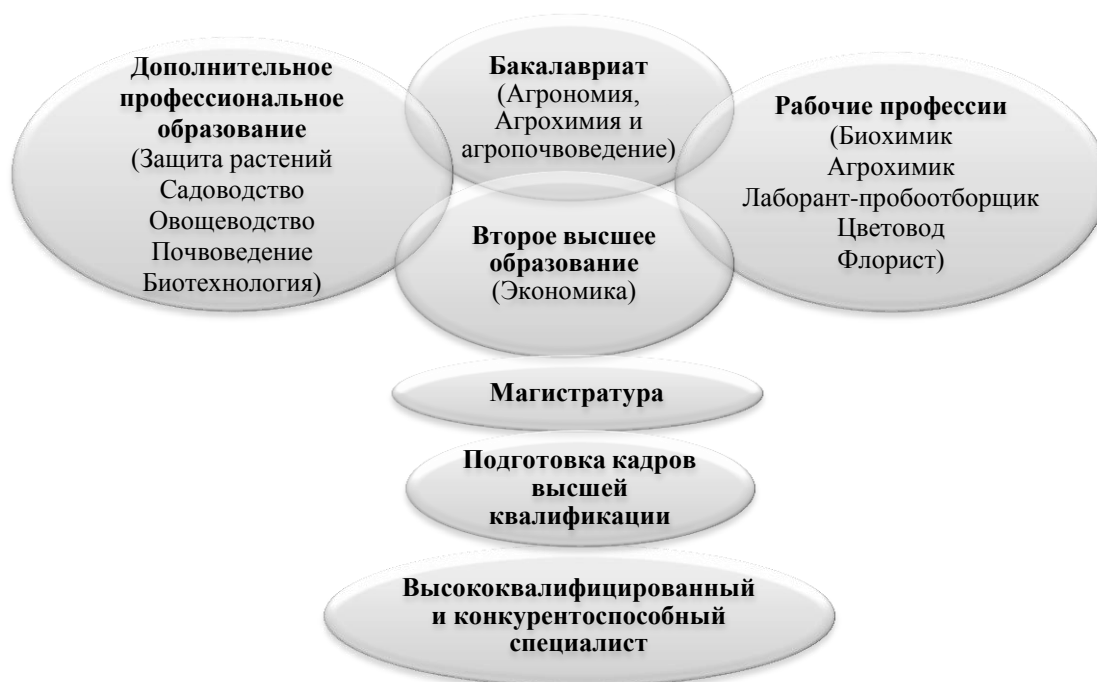 Дополнительное
профессиональное
образование
(Защита растений
Садоводство
Овощеводство
Почвоведение
Биотехнология)
Бакалавриат
(Агрономия,
Агрохимия и
агропочвоведение)
Рабочие профессии
(Биохимик
Агрохимик
Лаборант-пробоотборщик
Цветовод
Флорист)
Второе высшее
образование
(Экономика)
Магистратура
Подготовка кадров
высшей
квалификации
Высококвалифицированный
и конкурентоспособный
специалист